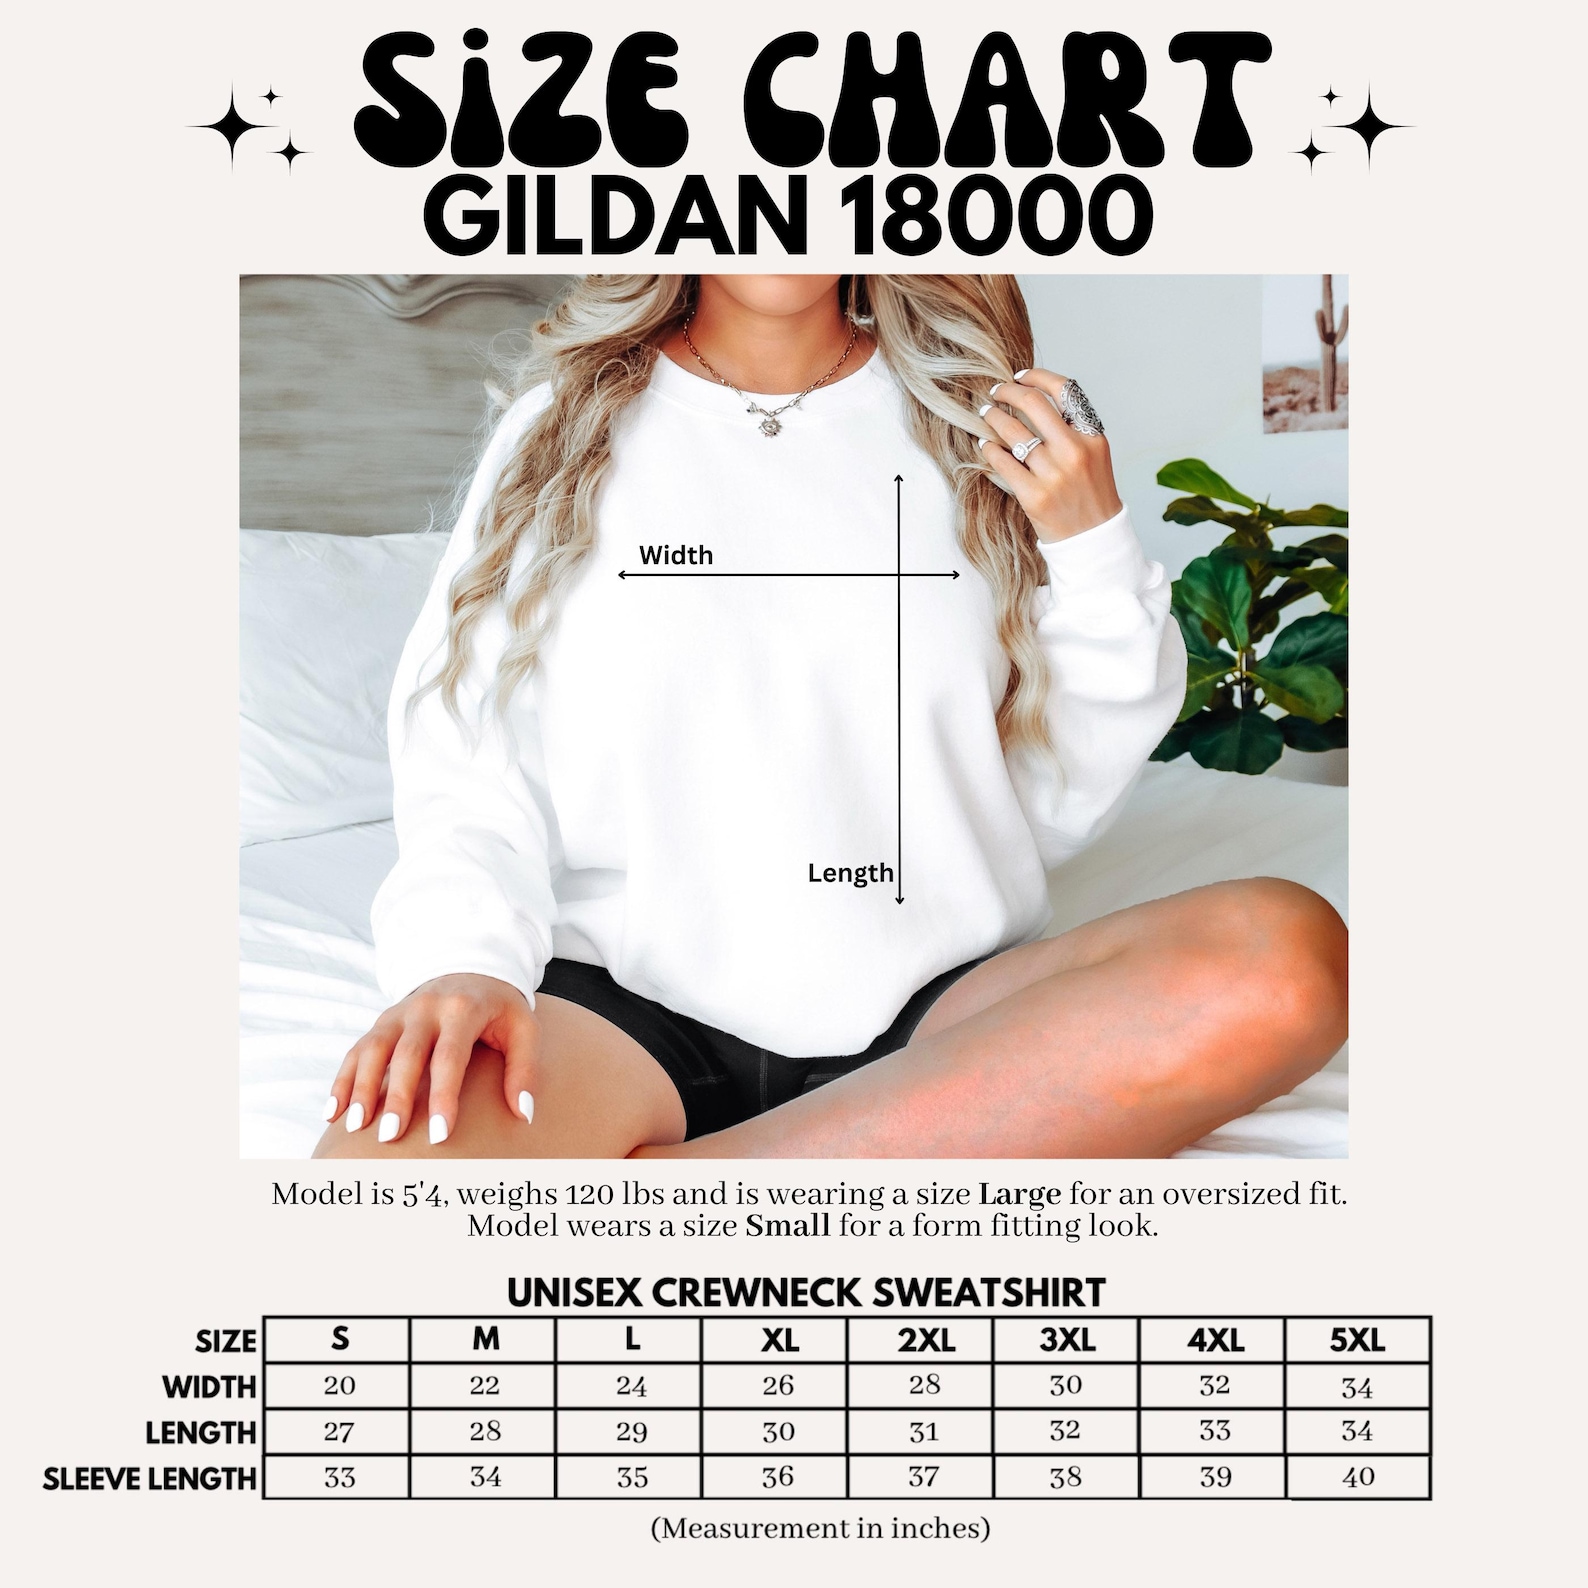 SiZE CHART
GILDAN 18000
Width
Length
Model is 5'4, weighs 120 lbs and is wearing a size Large for an oversized fit.
Model wears a size Small for a form fitting look.
UNISEX CREWNECK SWEATSHIRT
SIZE S M L XL 2XL 3XL 4XL 5XL
WIDTH 20 22 24 26 28 30 32 34
LENGTH 27 28 29 30 31 32 33 34
SLEEVE LENGTH 33 34 35 36 37 38 39 40
(Measurement in inches)